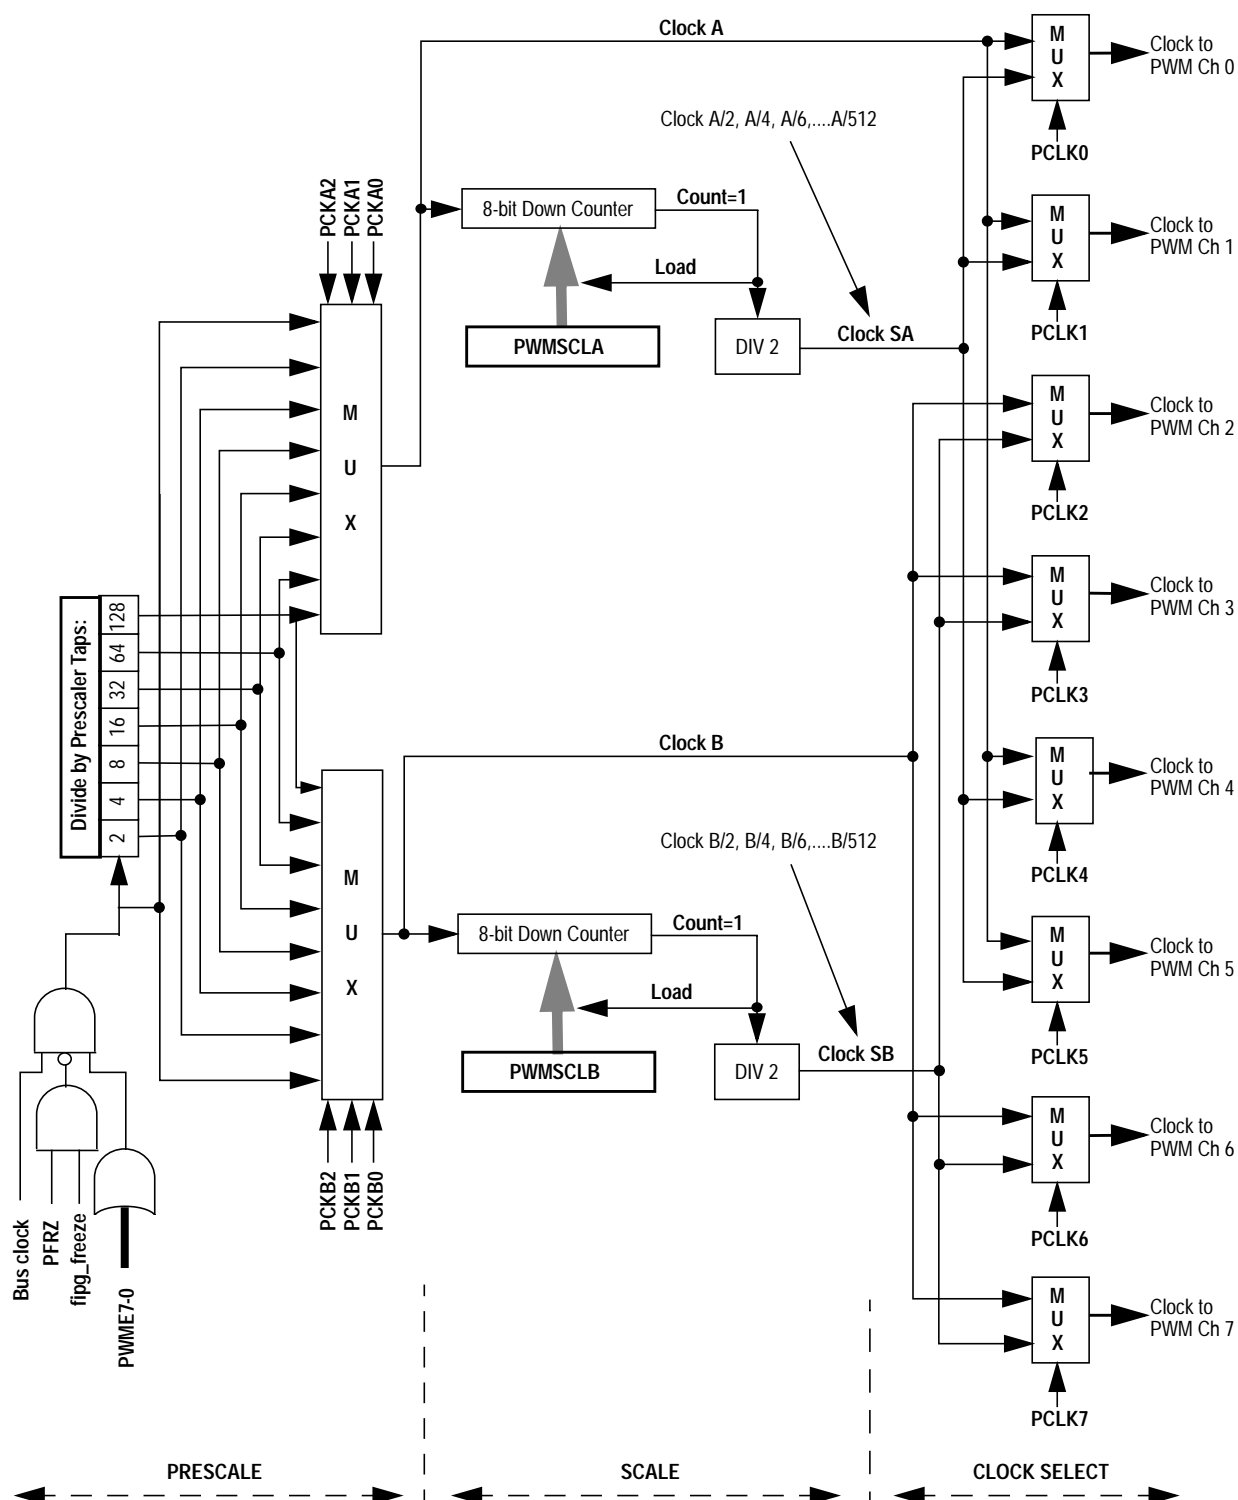 Clock A
M
U
X
Clock to
PWM Ch 0
PCLK0
Clock A/2, A/4, A/6,....A/512
PCKA2
PCKA1
PCKA0
8-bit Down Counter
Count=1
Load
PWMSCLA
DIV 2
Clock SA
M
U
X
Clock to
PWM Ch 1
PCLK1
M
U
X
M
U
X
Clock to
PWM Ch 2
PCLK2
M
U
X
Clock to
PWM Ch 3
PCLK3
Divide by Prescaler Taps:
128
64
32
16
8
4
2
Clock B
M
U
X
Clock to
PWM Ch 4
PCLK4
Clock B/2, B/4, B/6,....B/512
M
U
X
8-bit Down Counter
Count=1
Load
PWMSCLB
DIV 2
Clock SB
M
U
X
Clock to
PWM Ch 5
PCLK5
PCKB2
PCKB1
PCKB0
M
U
X
Clock to
PWM Ch 6
PCLK6
Bus clock
PFRZ
fipg_freeze
PWME7-0
M
U
X
Clock to
PWM Ch 7
PCLK7
PRESCALE
SCALE
CLOCK SELECT